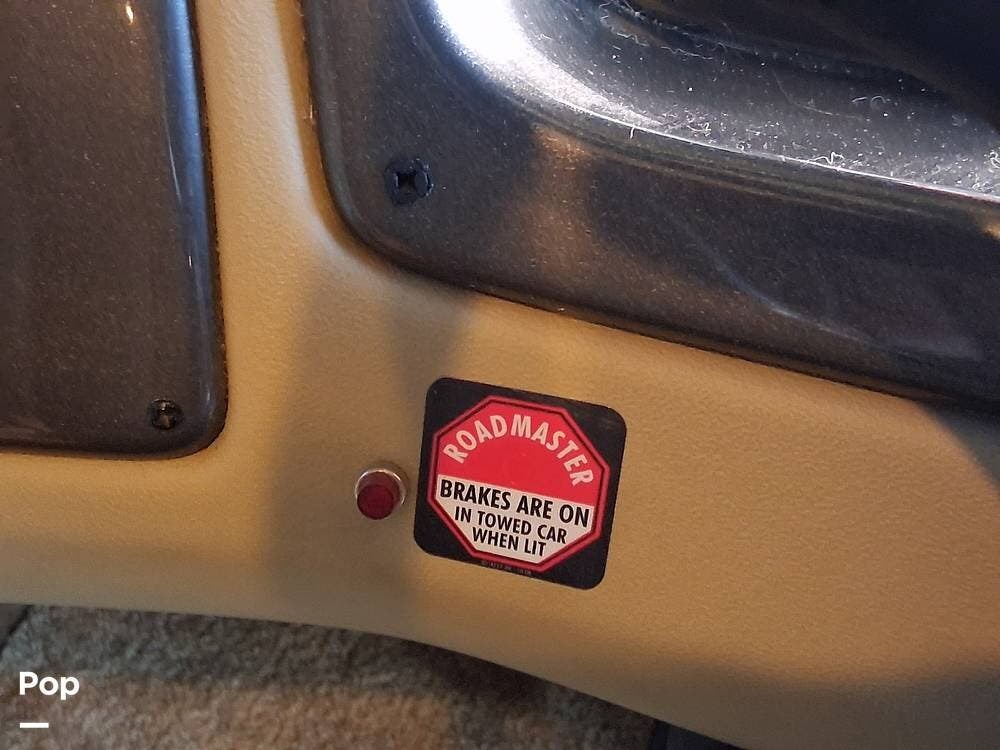 ROADMASTER
BRAKES ARE ON
IN TOWED CAR
WHEN LIT
Pop